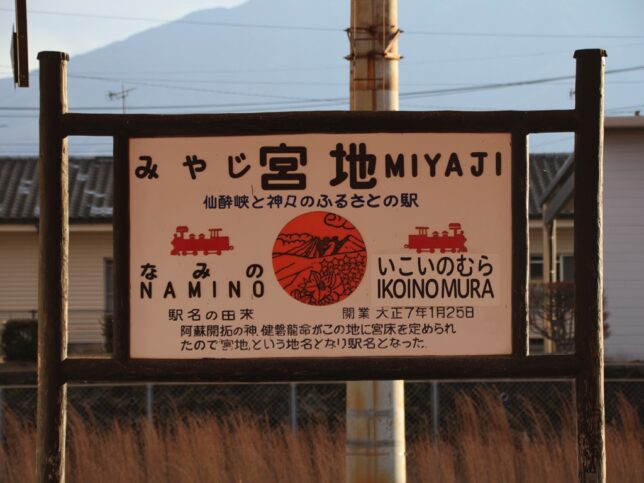 みやじ 宮地 MIYAJI
仙酔峡と神々のふるさとの駅
なみの
NAMINO
いこいのむら
IKOINO MURA
駅名の由来 開業 大正7年1月25日
阿蘇開拓の神、健磐龍命がこの地に宮床を定められ
たので「宮地」という地名となり駅名となった。